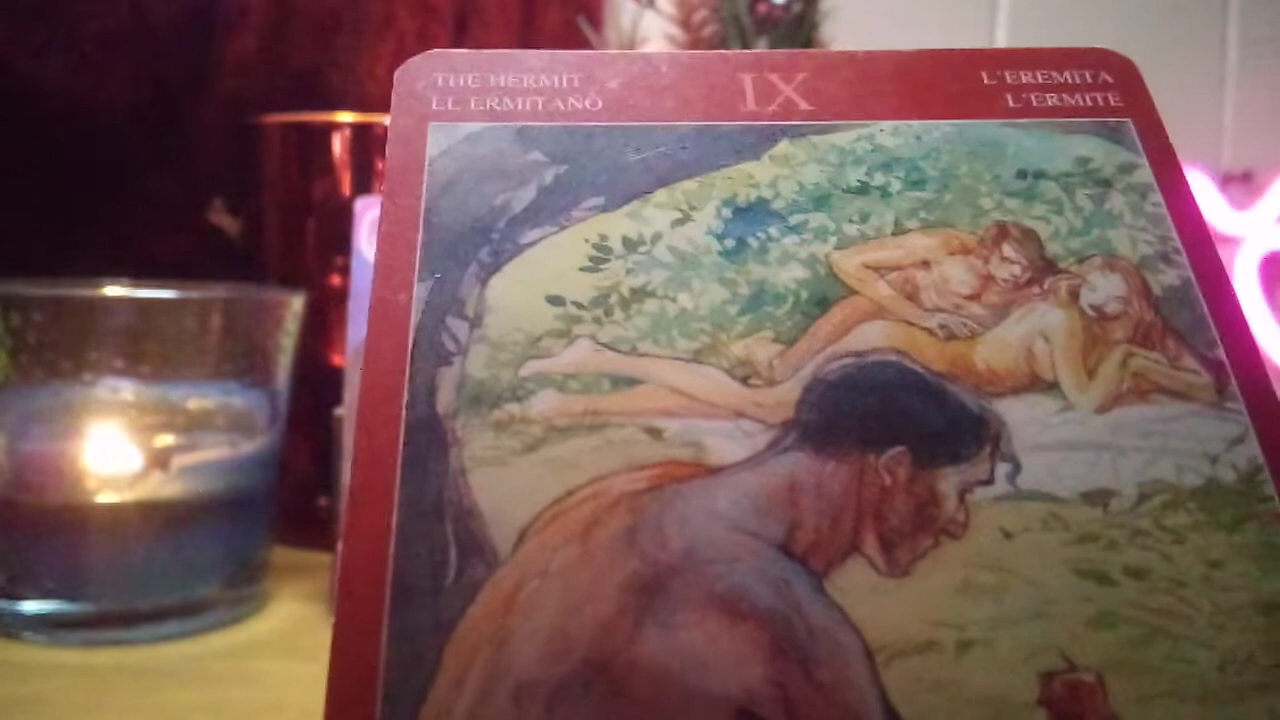 THE HERMIT
EL ERMITAÑO
IX
L'EREMITA
L'ERMITE